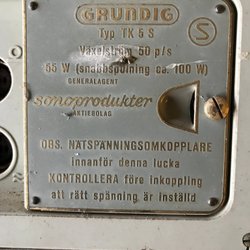 GRUNDIG
Typ TK 5 S
S
Växelström 50 p/s
55 W (snabbspolning ca. 100 W)
GENERALAGENT
sonoprodukter
AKTIEBOLAG
OBS. NÄTSPÄNNINGSOMKOPPLARE
innanför denna lucka
KONTROLLERA före inkoppling
att rätt spänning är inställd